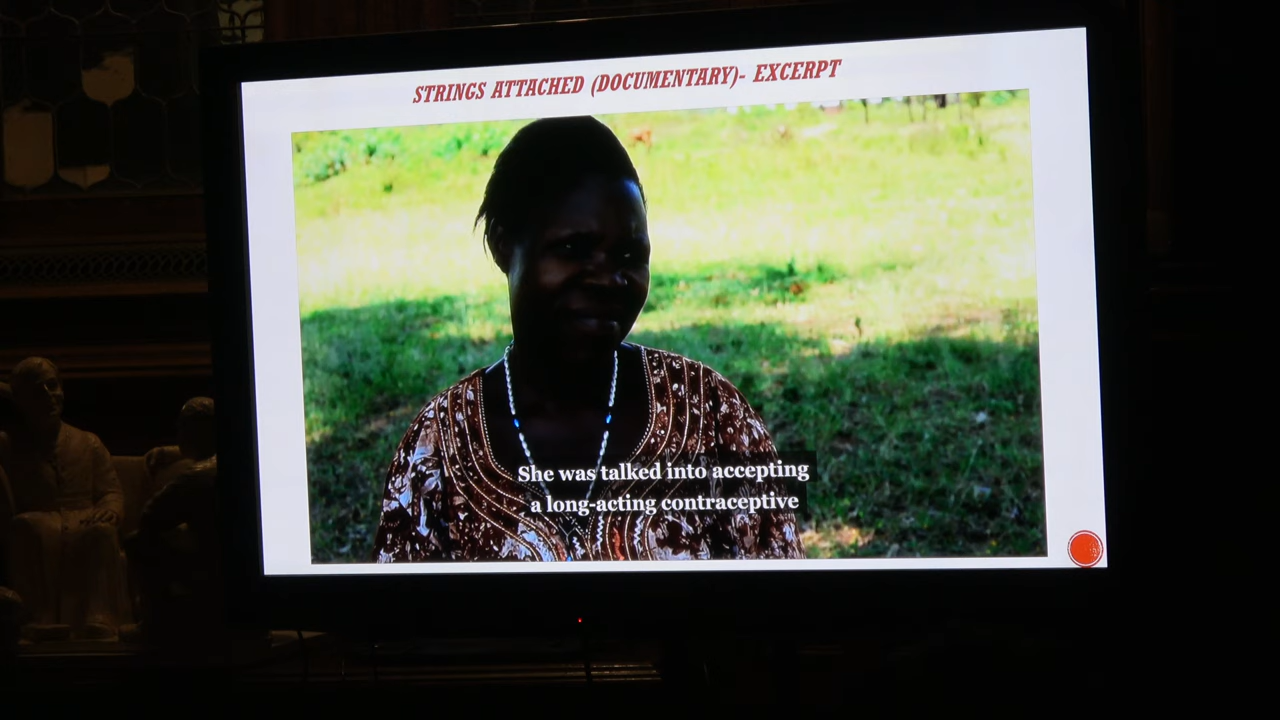 STRINGS ATTACHED (DOCUMENTARY)- EXCERPT
She was talked into accepting
a long-acting contraceptive